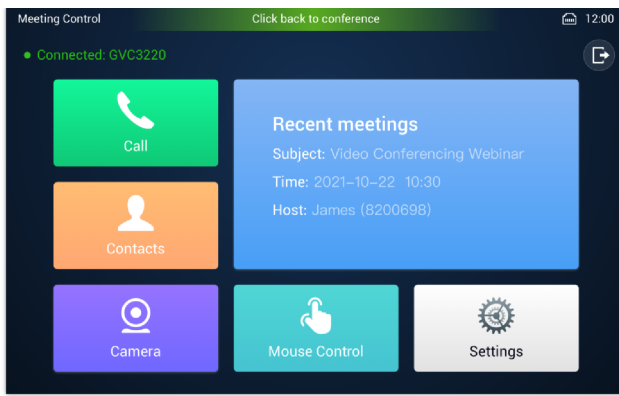 Meeting Control
Click back to conference
12:00
Connected: GVC3220
Call
Recent meetings
Subject: Video Conferencing Webinar
Time: 2021-10-22 10:30
Host: James (8200698)
Contacts
Camera
Mouse Control
Settings